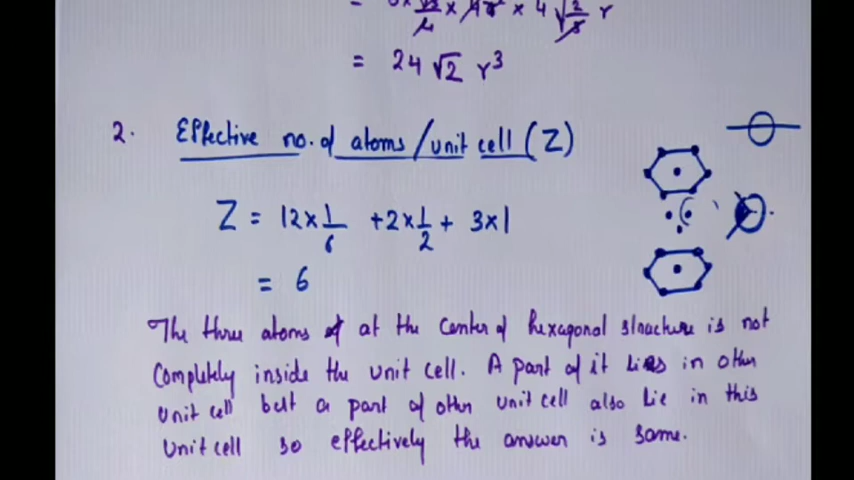 = 24 √2 r³
2. Effective no. of atoms / unit cell (Z)
Z = 12 × 1/6 + 2 × 1/2 + 3 × 1
= 6
The three atoms at the center of hexagonal structure is not
completly inside the unit cell. A part of it lies in other
unit cell but a part of other unit cell also lie in this
unit cell so effectively the answer is same.